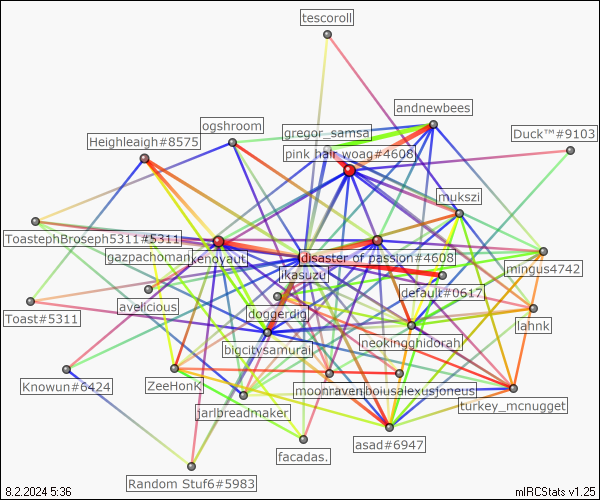 tescoroll
andnewbees
ogshroom
gregor_samsa
Duck™#9103
Heighleaigh#8575
pink hair woag#4608
mukszi
ToastephBroseph5311#5311
gazpachoman
xenoyaut
disaster of passion#4608
mingus4742
ikasuzu
default#0617
avelicious
doggerdig
Toast#5311
lahnk
bigcitysamurai
neokingghidorah
Knowun#6424
ZeeHonK
moonraven
boiusalexusjoneus
turkey_mcnugget
jarlbreadmaker
asad#6947
facadas.
Random Stuf6#5983
8.2.2024 5:36
mIRCStats v1.25